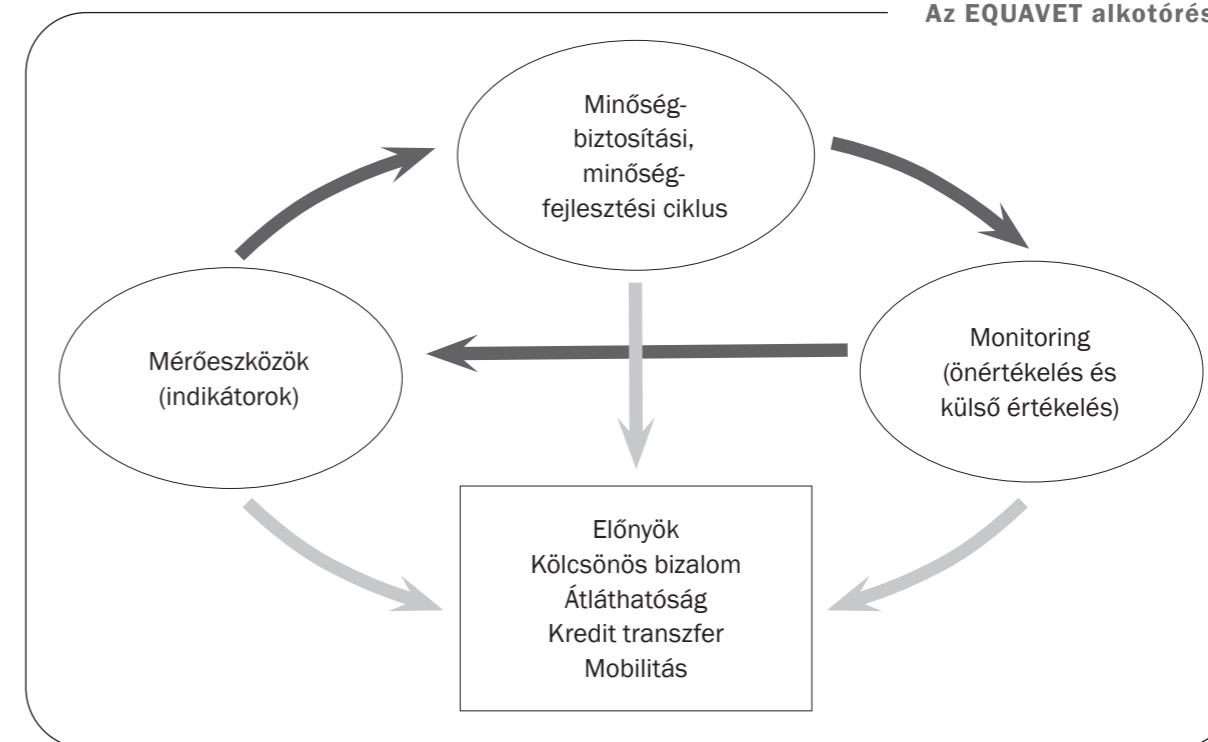 Az EQUAVET
Minőség-
biztosítási,
minőség-
fejlesztési ciklus
Mérőeszközök
(indikátorok)
Monitoring
(önértékelés és
külső értékelés)
Előnyök
Kölcsönös bizalom
Átláthatóság
Kredit transzfer
Mobilitás